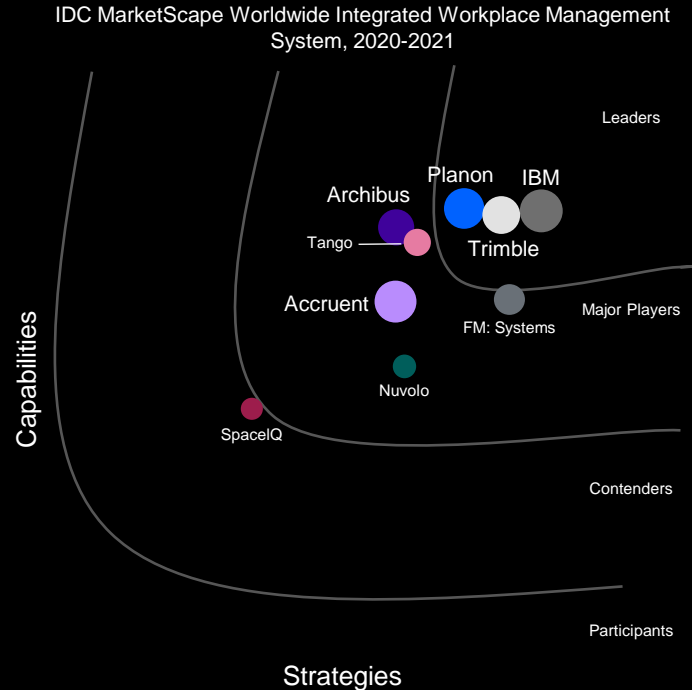 IDC MarketScape Worldwide Integrated Workplace Management
System, 2020-2021
Leaders
Planon
IBM
Archibus
Tango
Trimble
Accruent
Major Players
FM: Systems
Nuvolo
SpaceIQ
Capabilities
Contenders
Participants
Strategies